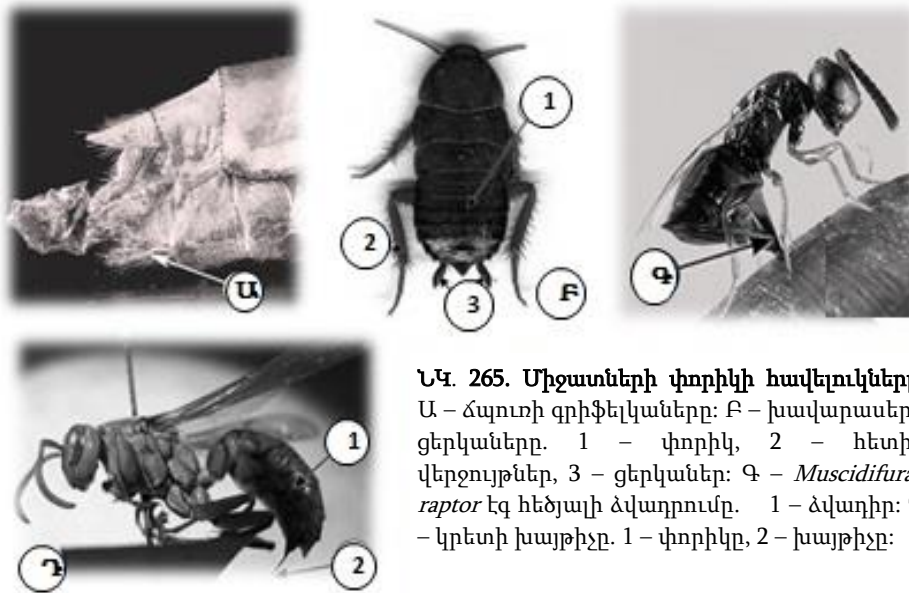 Ա
1
2
3
Բ
Գ
1
2
Դ
ՆԿ. 265. Միջատների փորիկի հավելուկները
Ա – ճպուռի գրիֆելկաները: Բ – խավարասեր
ցերկաները. 1 – փորիկ, 2 – հետի
վերջույթներ, 3 – ցերկաներ: Գ – Muscidifura
raptor էգ հեծյալի ձվադրումը. 1 – ձվադիր:
– կրետի խայթիչը. 1 – փորիկը, 2 – խայթիչը: